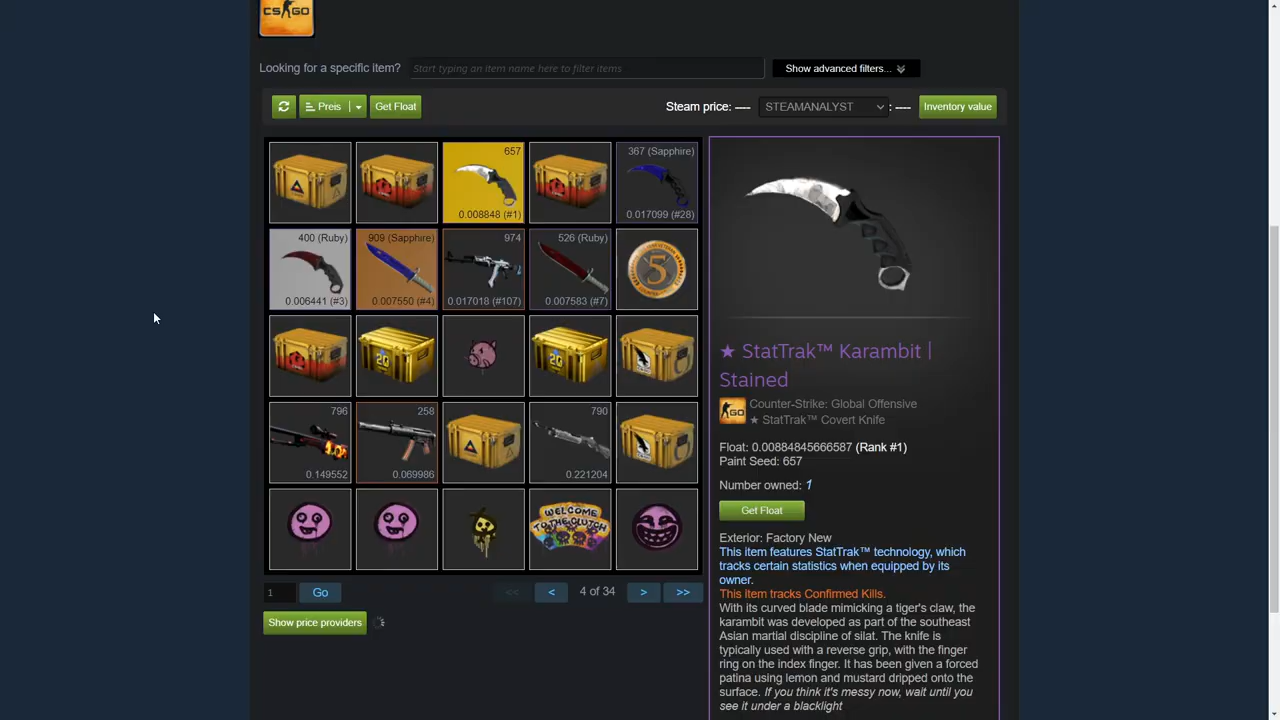 CS GO
Looking for a specific item? Start typing an item name here to filter items Show advanced filters...
Preis Get Float Steam price: ---- STEAMANALYST : ---- Inventory value
657
0.008848 (#1)
367 (Sapphire)
0.017099 (#28)
400 (Ruby)
0.006441 (#3)
909 (Sapphire)
0.007550 (#4)
974
0.017018 (#107)
526 (Ruby)
0.007583 (#7)
5
20
20
796
0.149552
258
0.069986
790
0.221204
WELCOME
TO THE CLUTCH
1 Go << < 4 of 34 > >>
Show price providers
★ StatTrak™ Karambit |
Stained
GO
Counter-Strike: Global Offensive
★ StatTrak™ Covert Knife
Float: 0.00884845666587 (Rank #1)
Paint Seed: 657
Number owned: 1
Get Float
Exterior: Factory New
This item features StatTrak™ technology, which
tracks certain statistics when equipped by its
owner.
This item tracks Confirmed Kills.
With its curved blade mimicking a tiger's claw, the
karambit was developed as part of the southeast
Asian martial discipline of silat. The knife is
typically used with a reverse grip, with the finger
ring on the index finger. It has been given a forced
patina using lemon and mustard dripped onto the
surface. If you think it's messy now, wait until you
see it under a blacklight